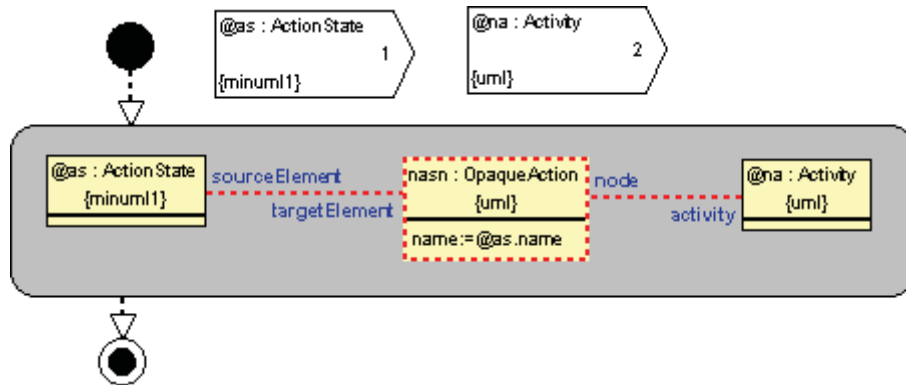 @as : ActionState
1
{minuml1}
@na : Activity
2
{uml}
@as : ActionState
{minuml1}
sourceElement
targetElement
nasn : OpaqueAction
{uml}
name:=@as.name
node
activity
@na : Activity
{uml}